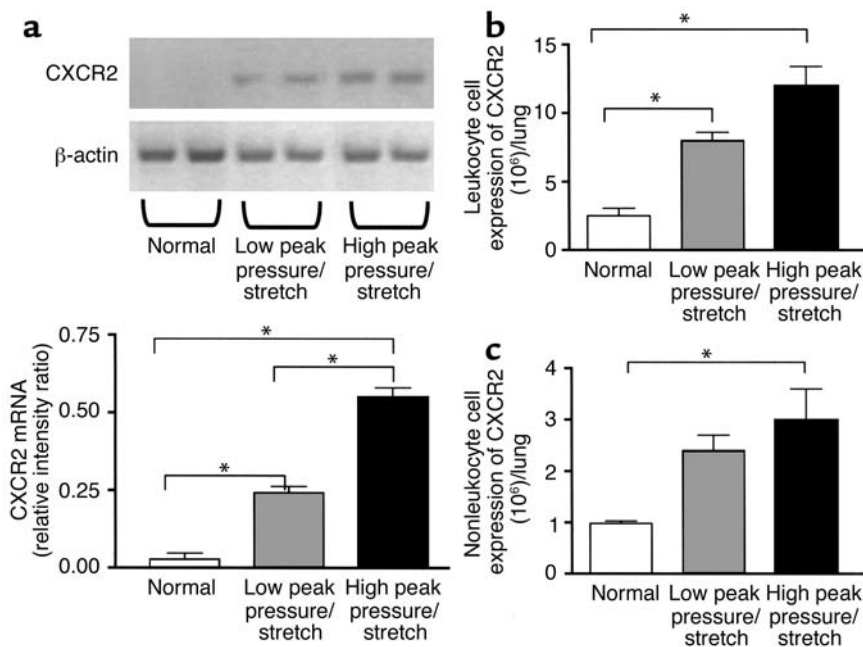 a
CXCR2
β-actin
Normal
Low peak
pressure/
stretch
High peak
pressure/
stretch
CXCR2 mRNA
(relative intensity ratio)
0.75
0.50
0.25
0.00
*
*
*
Normal
Low peak
pressure/
stretch
High peak
pressure/
stretch
b
Leukocyte cell
expression of CXCR2
(10⁶)/lung
15
10
5
0
*
*
Normal
Low peak
pressure/
stretch
High peak
pressure/
stretch
c
Nonleukocyte cell
expression of CXCR2
(10⁶)/lung
4
3
2
1
0
*
Normal
Low peak
pressure/
stretch
High peak
pressure/
stretch